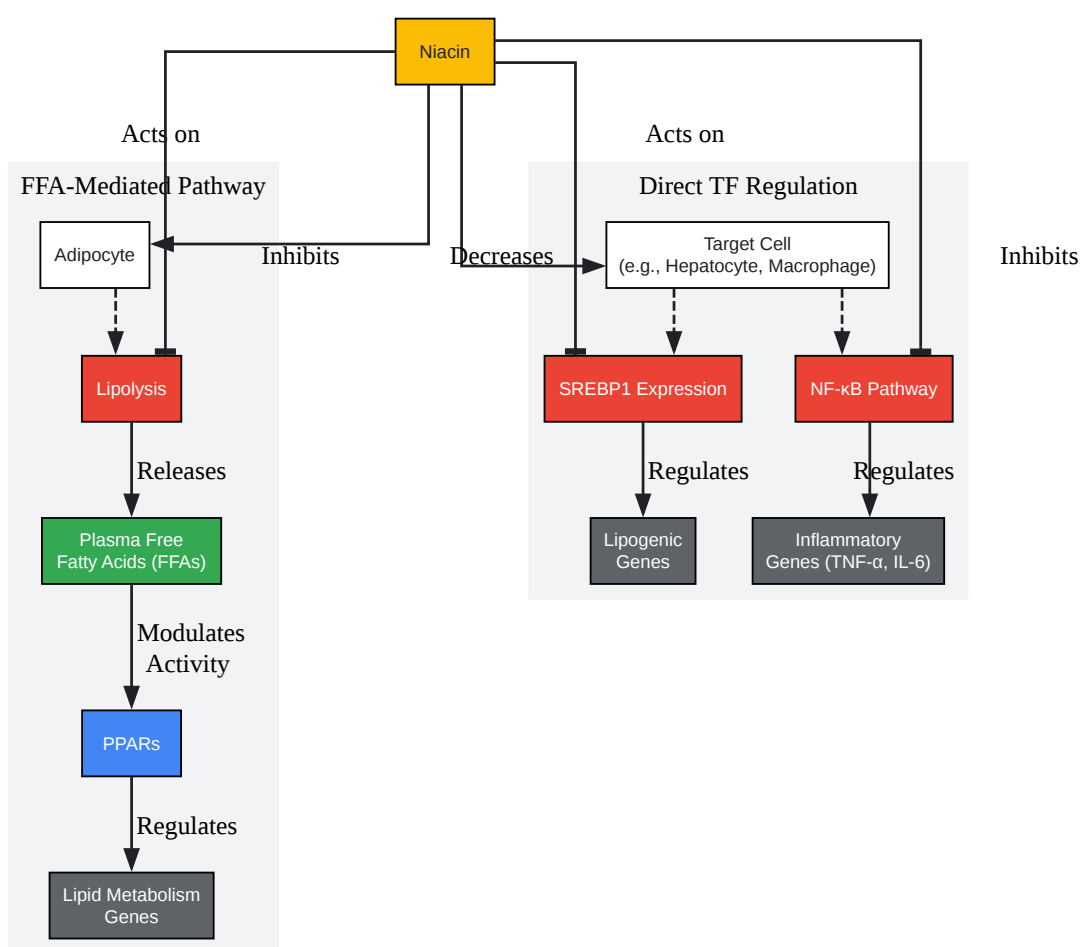 Niacin
Acts on
Acts on
FFA-Mediated Pathway
Direct TF Regulation
Adipocyte
Inhibits
Decreases
Target Cell
(e.g., Hepatocyte, Macrophage)
Inhibits
Lipolysis
SREBP1 Expression
NF-κB Pathway
Releases
Regulates
Regulates
Plasma Free
Fatty Acids (FFAs)
Lipogenic
Genes
Inflammatory
Genes (TNF-α, IL-6)
Modulates
Activity
PPARs
Regulates
Lipid Metabolism
Genes